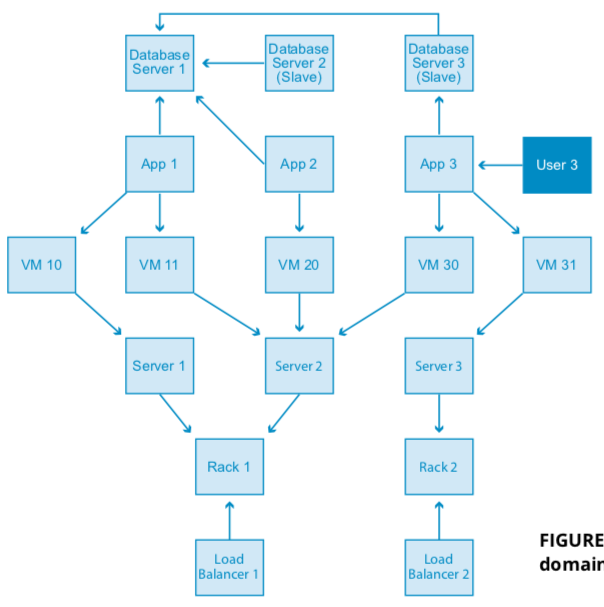 Database
Server 1
Database
Server 2
(Slave)
Database
Server 3
(Slave)
App 1
App 2
App 3
User 3
VM 10
VM 11
VM 20
VM 30
VM 31
Server 1
Server 2
Server 3
Rack 1
Rack 2
Load
Balancer 1
Load
Balancer 2
FIGURE
domain